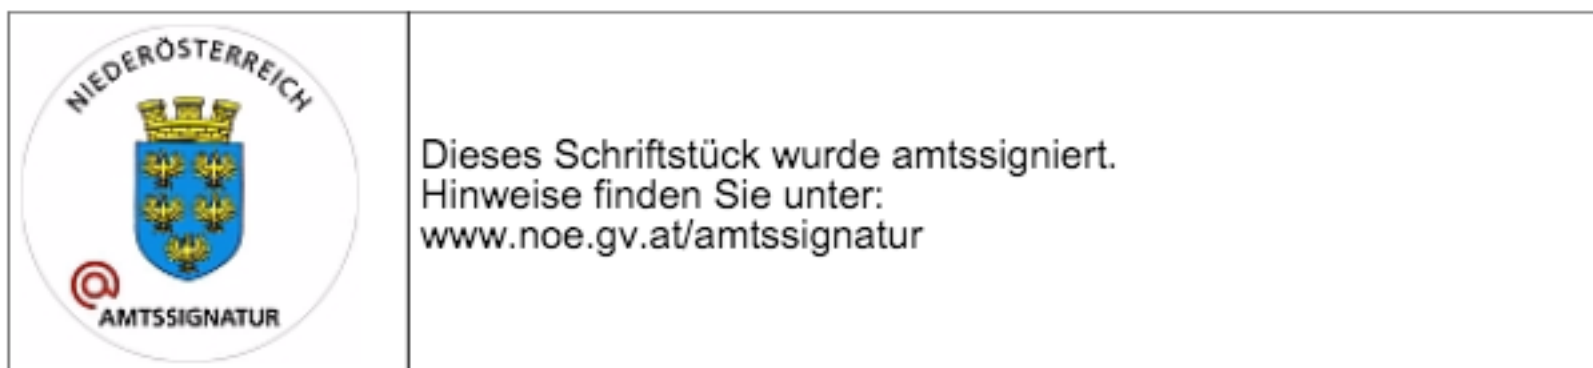 NIEDERÖSTERREICH
@
AMTSSIGNATUR
Dieses Schriftstück wurde amtssigniert.
Hinweise finden Sie unter:
www.noe.gv.at/amtssignatur